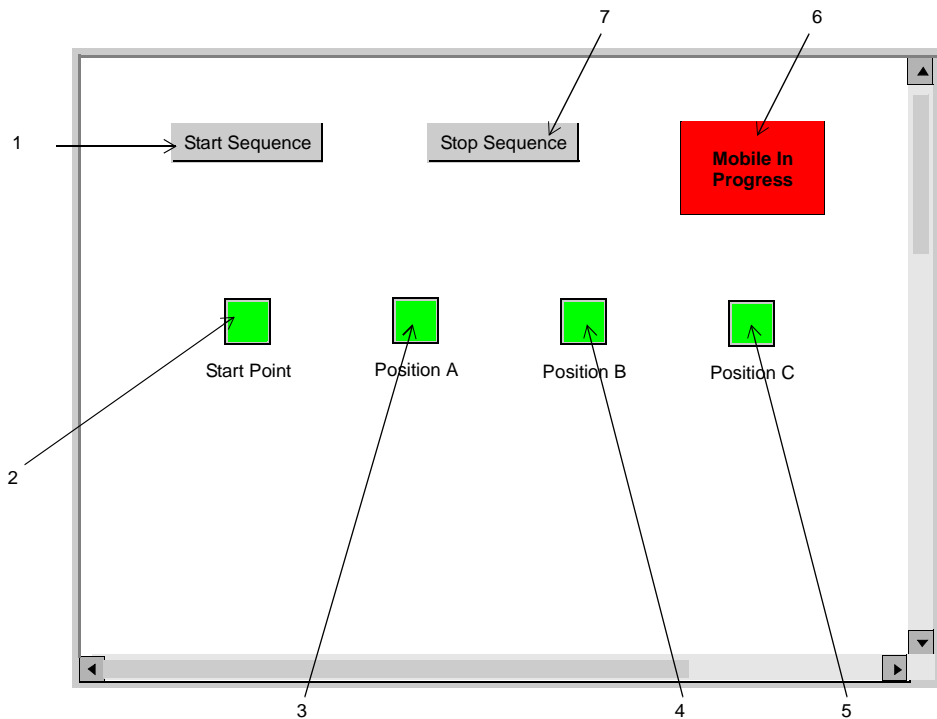 7
6
1
Start Sequence
Stop Sequence
Mobile In
Progress
Start Point
Position A
Position B
Position C
2
3
4
5